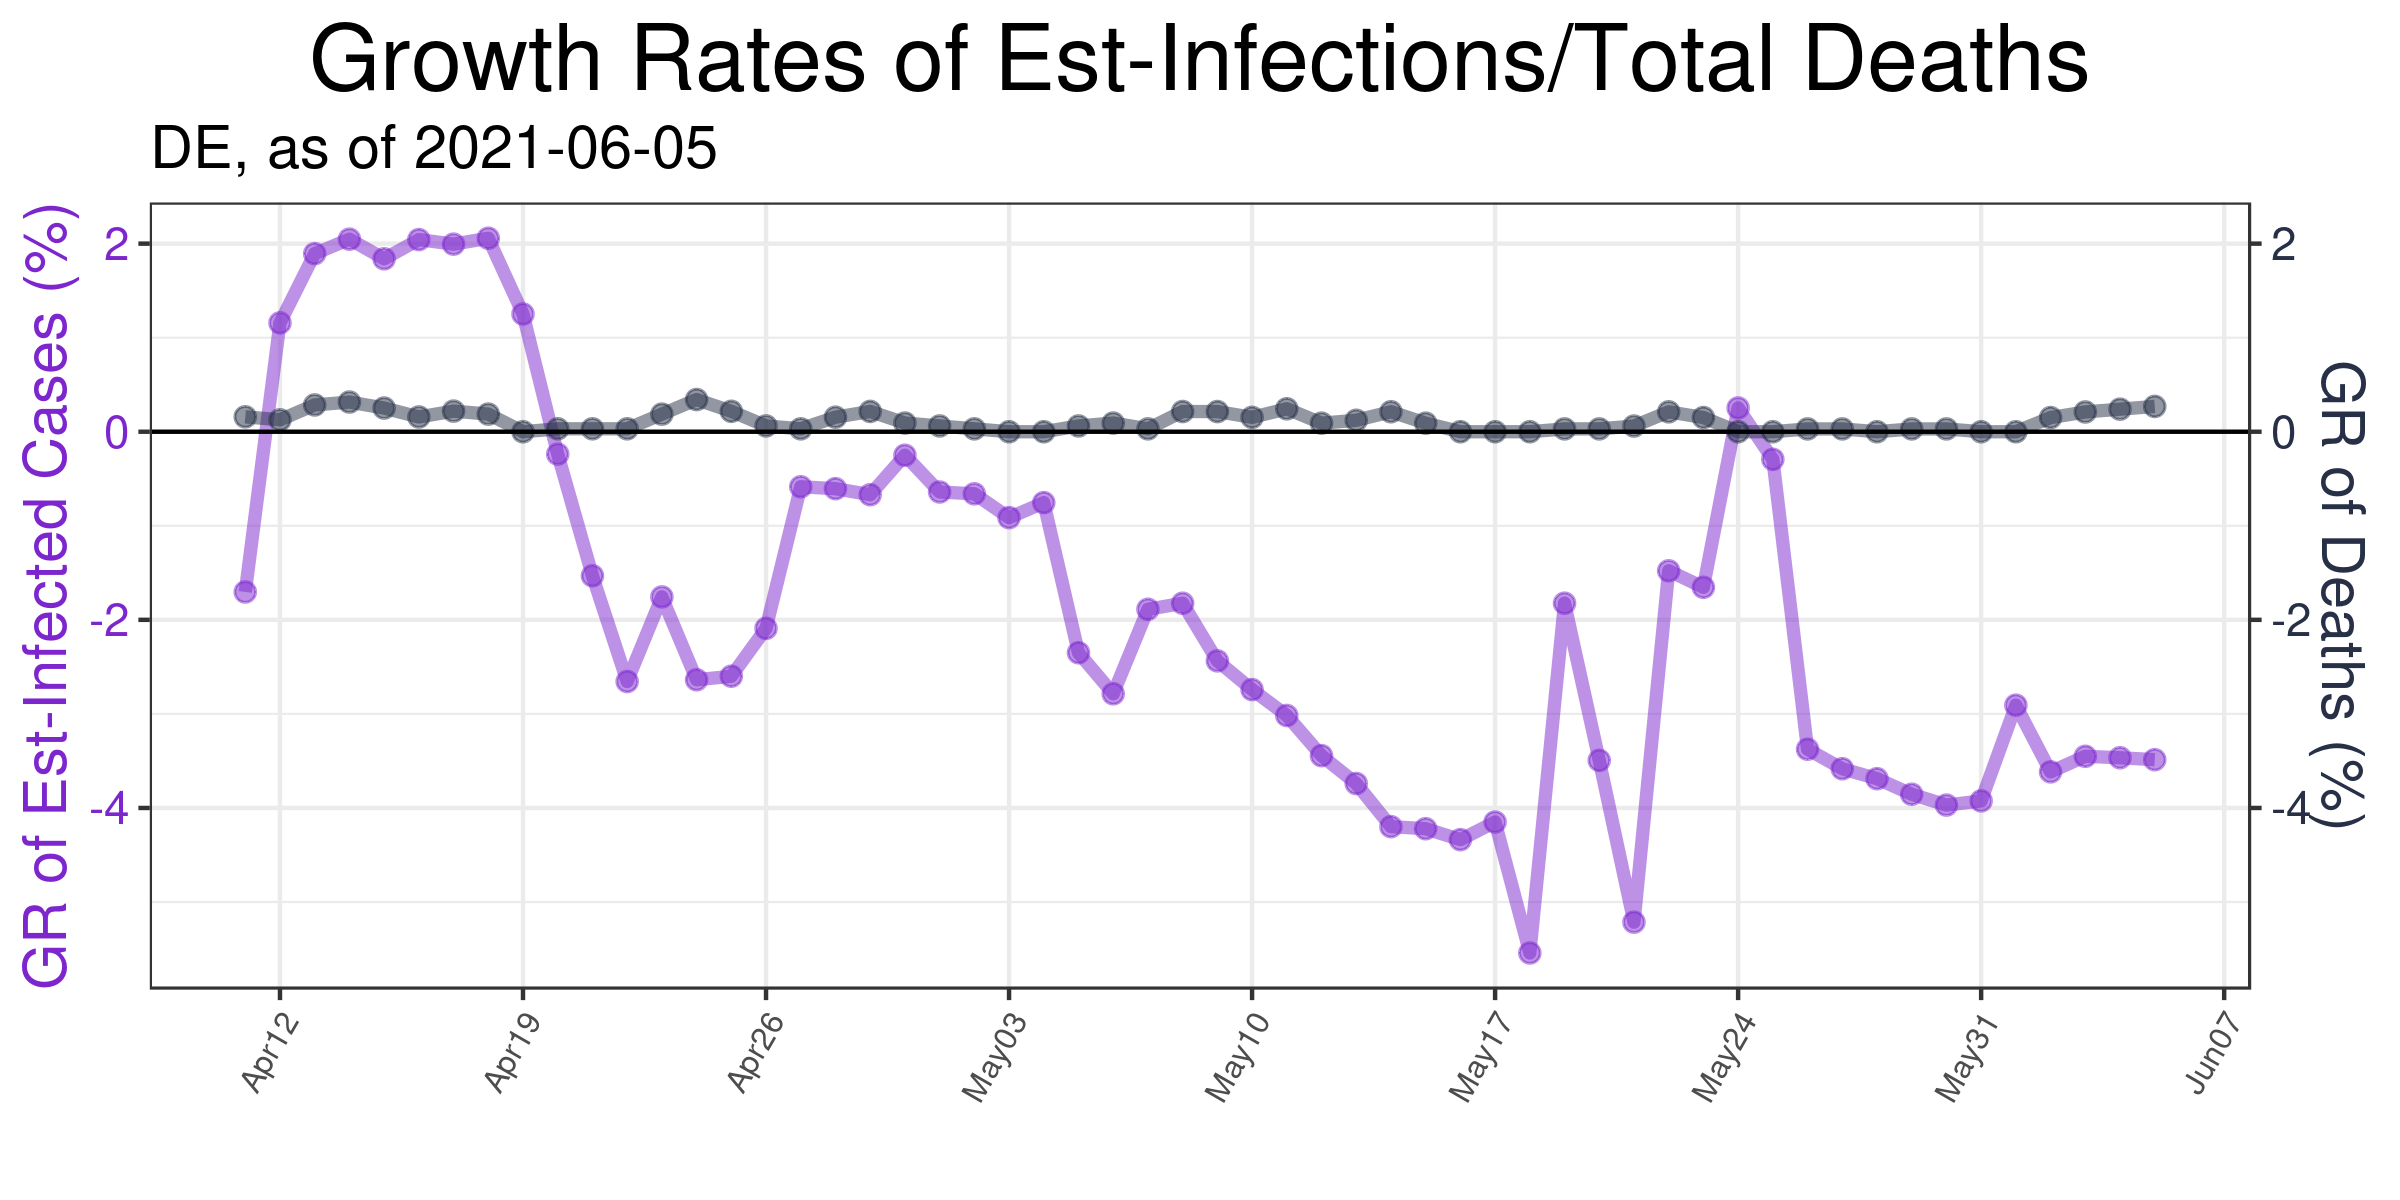 Growth Rates of Est-Infections/Total Deaths
DE, as of 2021-06-05
GR of Est-Infected Cases (%)
2
0
-2
-4
2
0
-2
-4
GR of Deaths (%)
Apr12
Apr19
Apr26
May03
May10
May17
May24
May31
Jun07